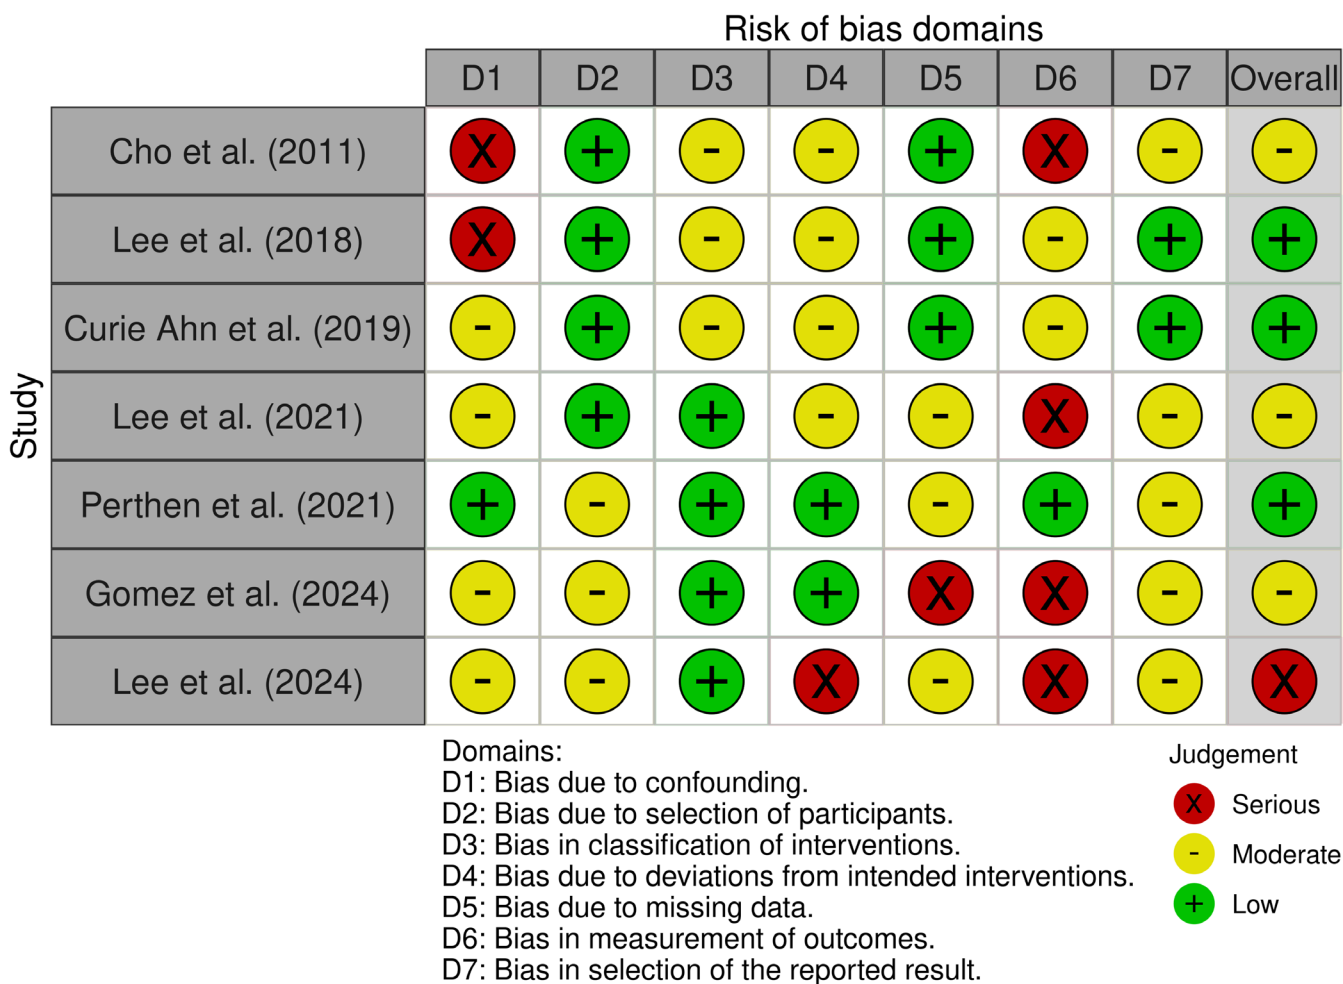 Risk of bias domains
D1 D2 D3 D4 D5 D6 D7 Overall
Study
Cho et al. (2011) X + - - + X - -
Lee et al. (2018) X + - - + - + +
Curie Ahn et al. (2019) - + - - + - + +
Lee et al. (2021) - + + - - X - -
Perthen et al. (2021) + - + + - + - +
Gomez et al. (2024) - - + + X X - -
Lee et al. (2024) - - + X - X - X
Domains:
D1: Bias due to confounding.
D2: Bias due to selection of participants.
D3: Bias in classification of interventions.
D4: Bias due to deviations from intended interventions.
D5: Bias due to missing data.
D6: Bias in measurement of outcomes.
D7: Bias in selection of the reported result.
Judgement
X Serious
- Moderate
+ Low